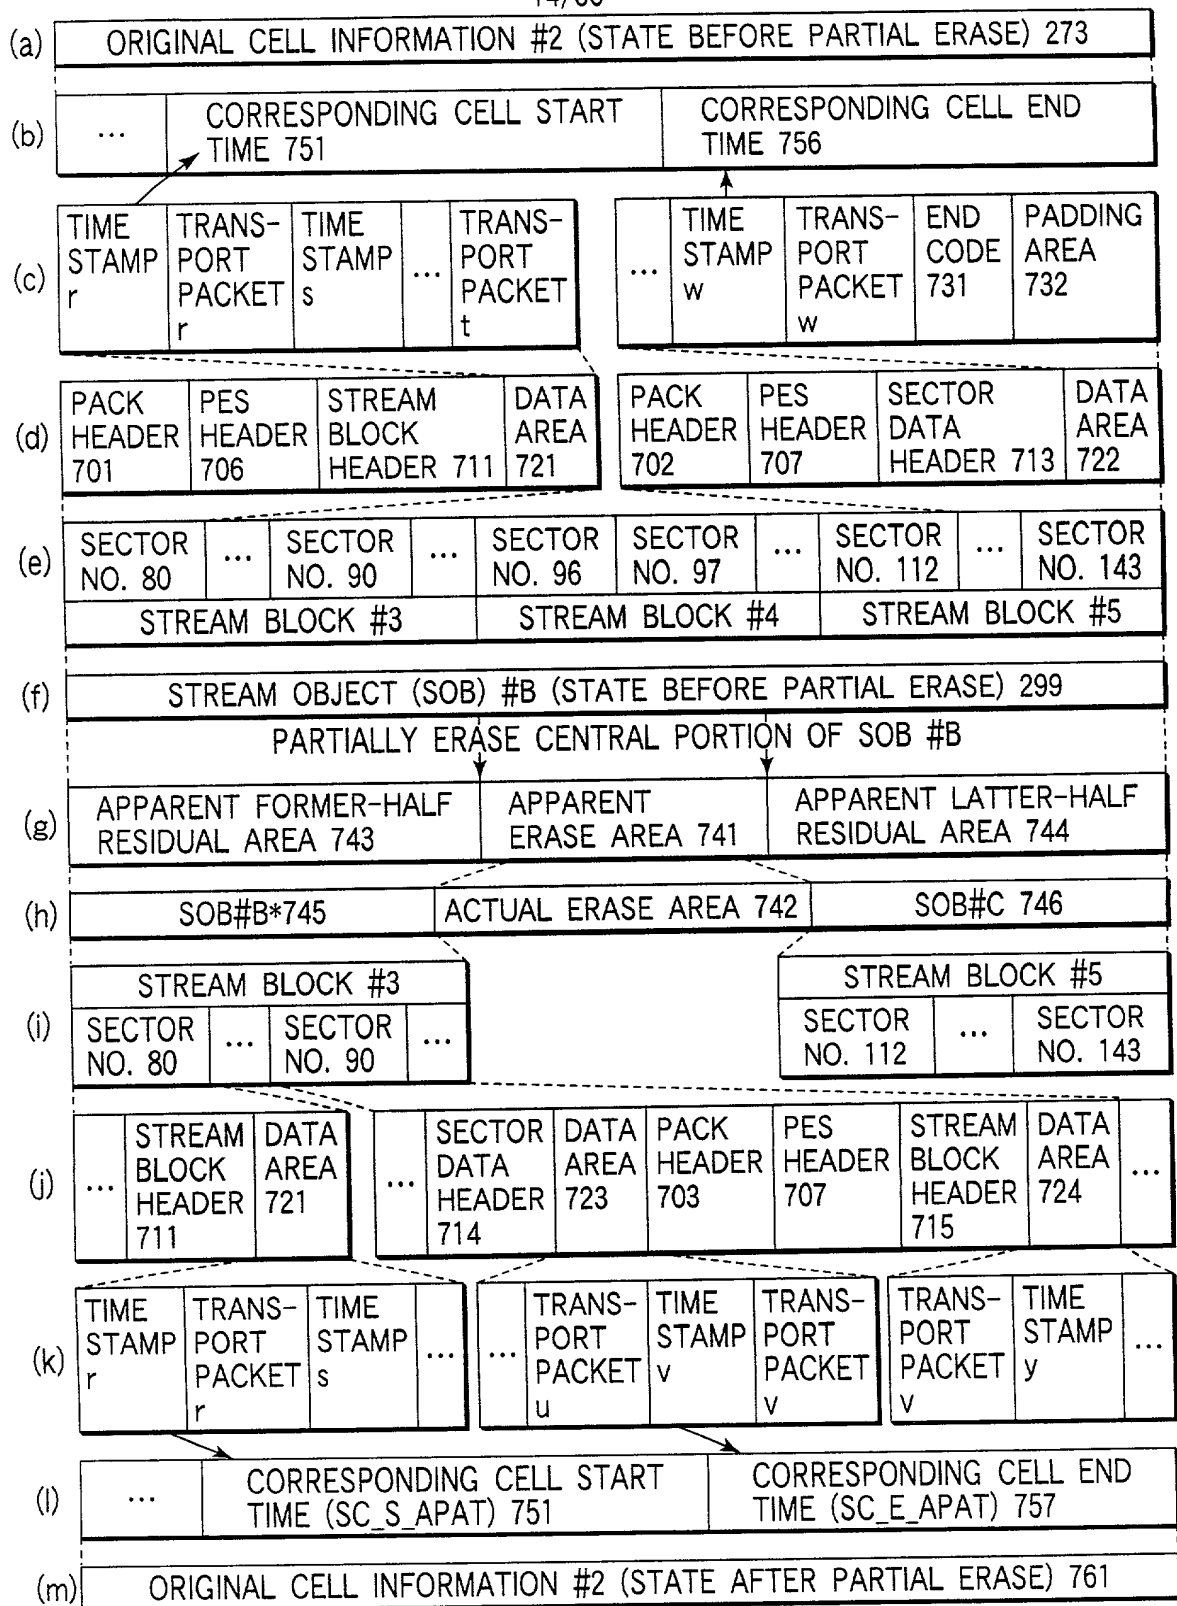 (a) ORIGINAL CELL INFORMATION #2 (STATE BEFORE PARTIAL ERASE) 273
(b) ... CORRESPONDING CELL START TIME 751 CORRESPONDING CELL END TIME 756
(c) TIME STAMP r TRANS-PORT PACKET r TIME STAMP s ... TRANS-PORT PACKET t ... TIME STAMP w TRANS-PORT PACKET w END CODE 731 PADDING AREA 732
(d) PACK HEADER 701 PES HEADER 706 STREAM BLOCK HEADER 711 DATA AREA 721 PACK HEADER 702 PES HEADER 707 SECTOR DATA HEADER 713 DATA AREA 722
(e) SECTOR NO. 80 ... SECTOR NO. 90 ... SECTOR NO. 96 SECTOR NO. 97 ... SECTOR NO. 112 ... SECTOR NO. 143
STREAM BLOCK #3 STREAM BLOCK #4 STREAM BLOCK #5
(f) STREAM OBJECT (SOB) #B (STATE BEFORE PARTIAL ERASE) 299
PARTIALLY ERASE CENTRAL PORTION OF SOB #B
(g) APPARENT FORMER-HALF RESIDUAL AREA 743 APPARENT ERASE AREA 741 APPARENT LATTER-HALF RESIDUAL AREA 744
(h) SOB#B*745 ACTUAL ERASE AREA 742 SOB#C 746
STREAM BLOCK #3 STREAM BLOCK #5
(i) SECTOR NO. 80 ... SECTOR NO. 90 ... SECTOR NO. 112 ... SECTOR NO. 143
(j) ... STREAM BLOCK HEADER 711 DATA AREA 721 ... SECTOR DATA HEADER 714 DATA AREA 723 PACK HEADER 703 PES HEADER 707 STREAM BLOCK HEADER 715 DATA AREA 724 ...
(k) TIME STAMP r TRANS-PORT PACKET r TIME STAMP s ... ... TRANS-PORT PACKET u TIME STAMP v TRANS-PORT PACKET v TRANS-PORT PACKET v TIME STAMP y ...
(l) ... CORRESPONDING CELL START TIME (SC_S_APAT) 751 CORRESPONDING CELL END TIME (SC_E_APAT) 757
(m) ORIGINAL CELL INFORMATION #2 (STATE AFTER PARTIAL ERASE) 761